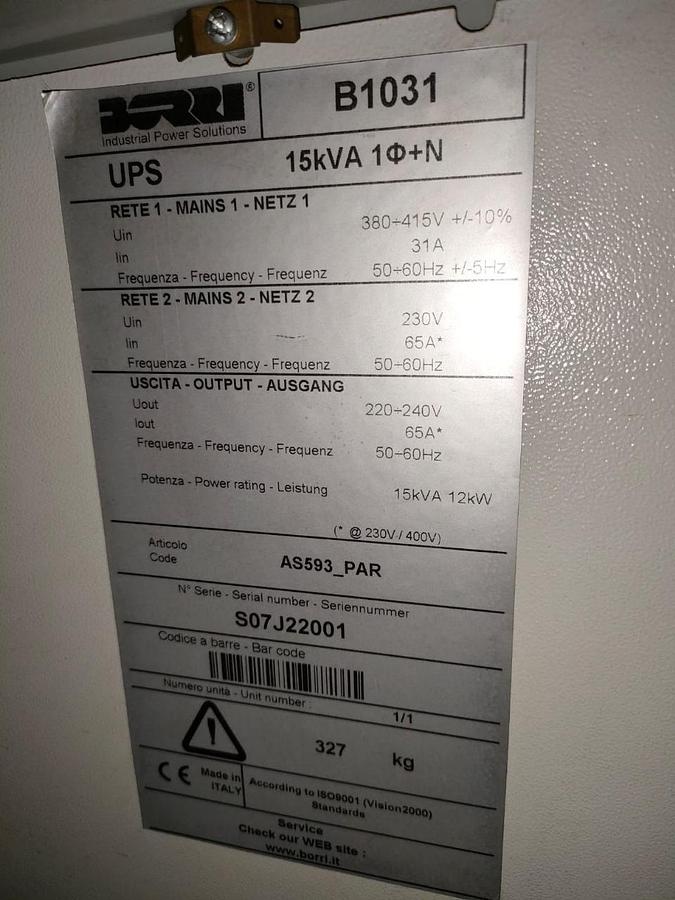 BORRI®
Industrial Power Solutions
B1031
UPS 15kVA 1Φ+N
RETE 1 - MAINS 1 - NETZ 1
Uin 380÷415V +/-10%
Iin 31A
Frequenza - Frequency - Frequenz 50÷60Hz +/-5Hz
RETE 2 - MAINS 2 - NETZ 2
Uin 230V
Iin 65A*
Frequenza - Frequency - Frequenz 50÷60Hz
USCITA - OUTPUT - AUSGANG
Uout 220÷240V
Iout 65A*
Frequenza - Frequency - Frequenz 50÷60Hz
Potenza - Power rating - Leistung 15kVA 12kW
(* @ 230V / 400V)
Articolo
Code
AS593_PAR
N° Serie - Serial number - Seriennummer
S07J22001
Codice a barre - Bar code
Numero unità - Unit number : 1/1
327 kg
CE
Made in
ITALY
According to ISO9001 (Vision2000)
Standards
Service
Check our WEB site :
www.borri.it